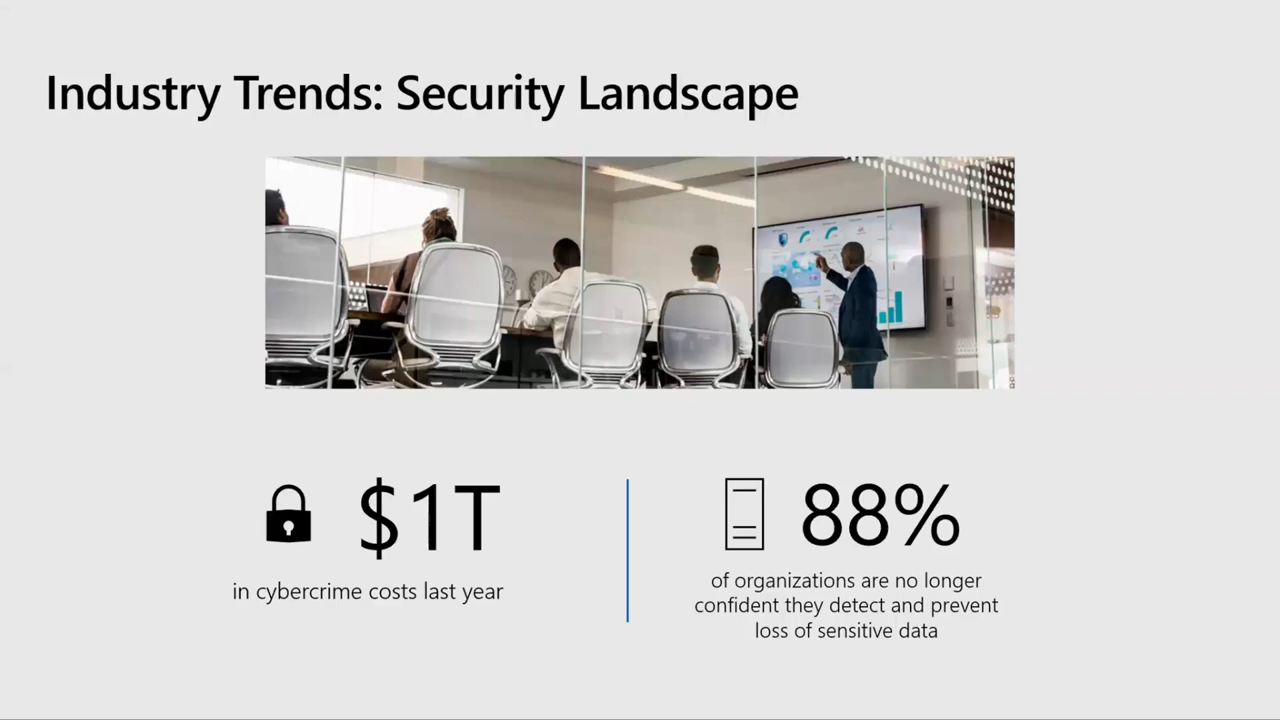 Industry Trends: Security Landscape
$1T
in cybercrime costs last year
88%
of organizations are no longer
confident they detect and prevent
loss of sensitive data